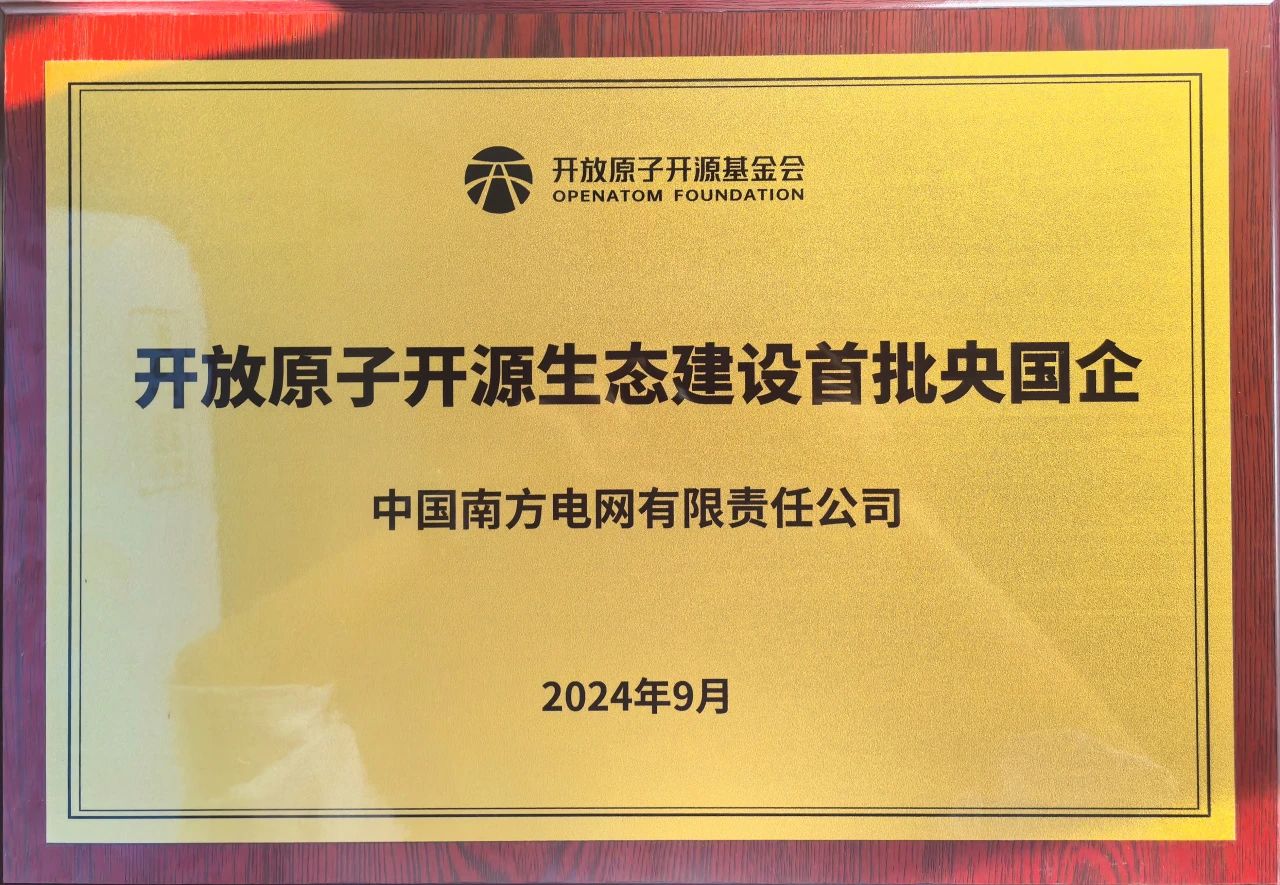 开放原子开源基金会
OPENATOM FOUNDATION
开放原子开源生态建设首批央国企
中国南方电网有限责任公司
2024年9月